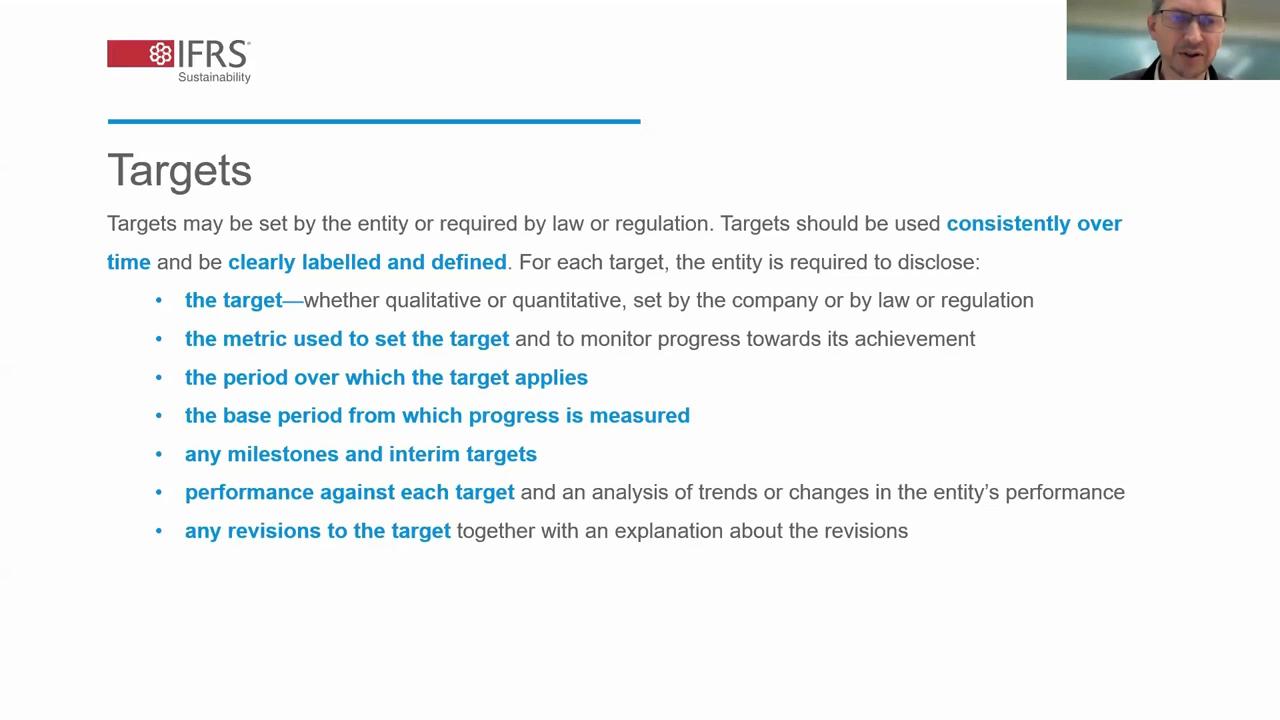 IFRS
Sustainability
Targets
Targets may be set by the entity or required by law or regulation. Targets should be used consistently over
time and be clearly labelled and defined. For each target, the entity is required to disclose:
• the target—whether qualitative or quantitative, set by the company or by law or regulation
• the metric used to set the target and to monitor progress towards its achievement
• the period over which the target applies
• the base period from which progress is measured
• any milestones and interim targets
• performance against each target and an analysis of trends or changes in the entity’s performance
• any revisions to the target together with an explanation about the revisions